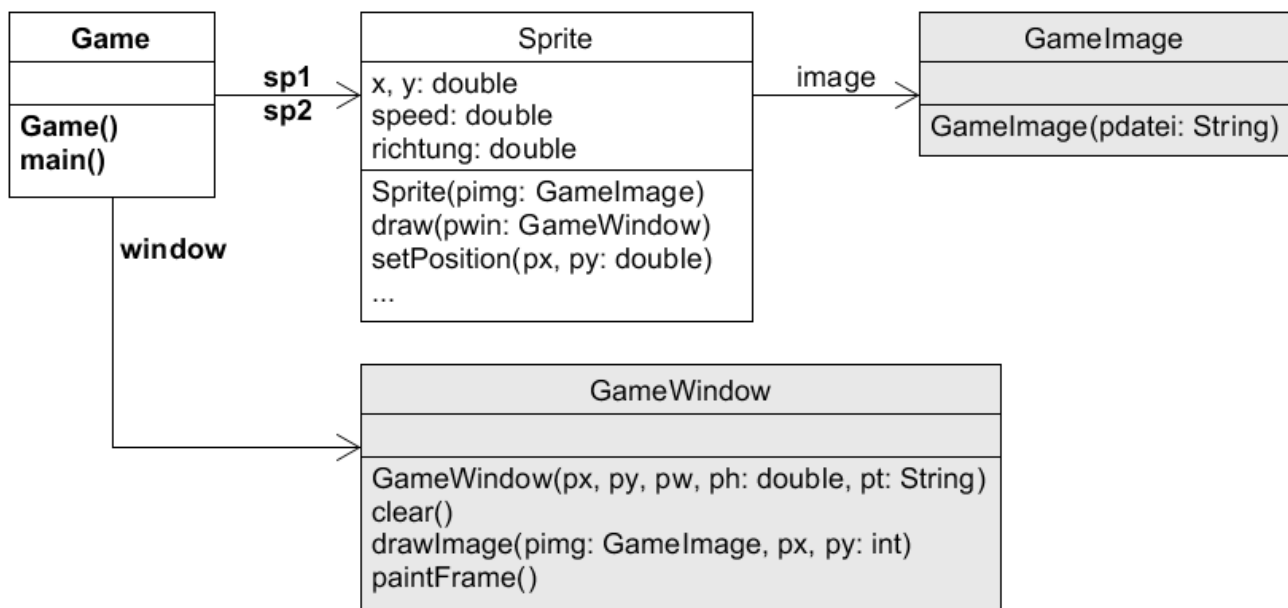 Game
Game()
main()
sp1
sp2
window
Sprite
x, y: double
speed: double
richtung: double
Sprite(pimg: GameImage)
draw(pwin: GameWindow)
setPosition(px, py: double)
...
image
GameImage
GameImage(pdatei: String)
GameWindow
GameWindow(px, py, pw, ph: double, pt: String)
clear()
drawImage(pimg: GameImage, px, py: int)
paintFrame()